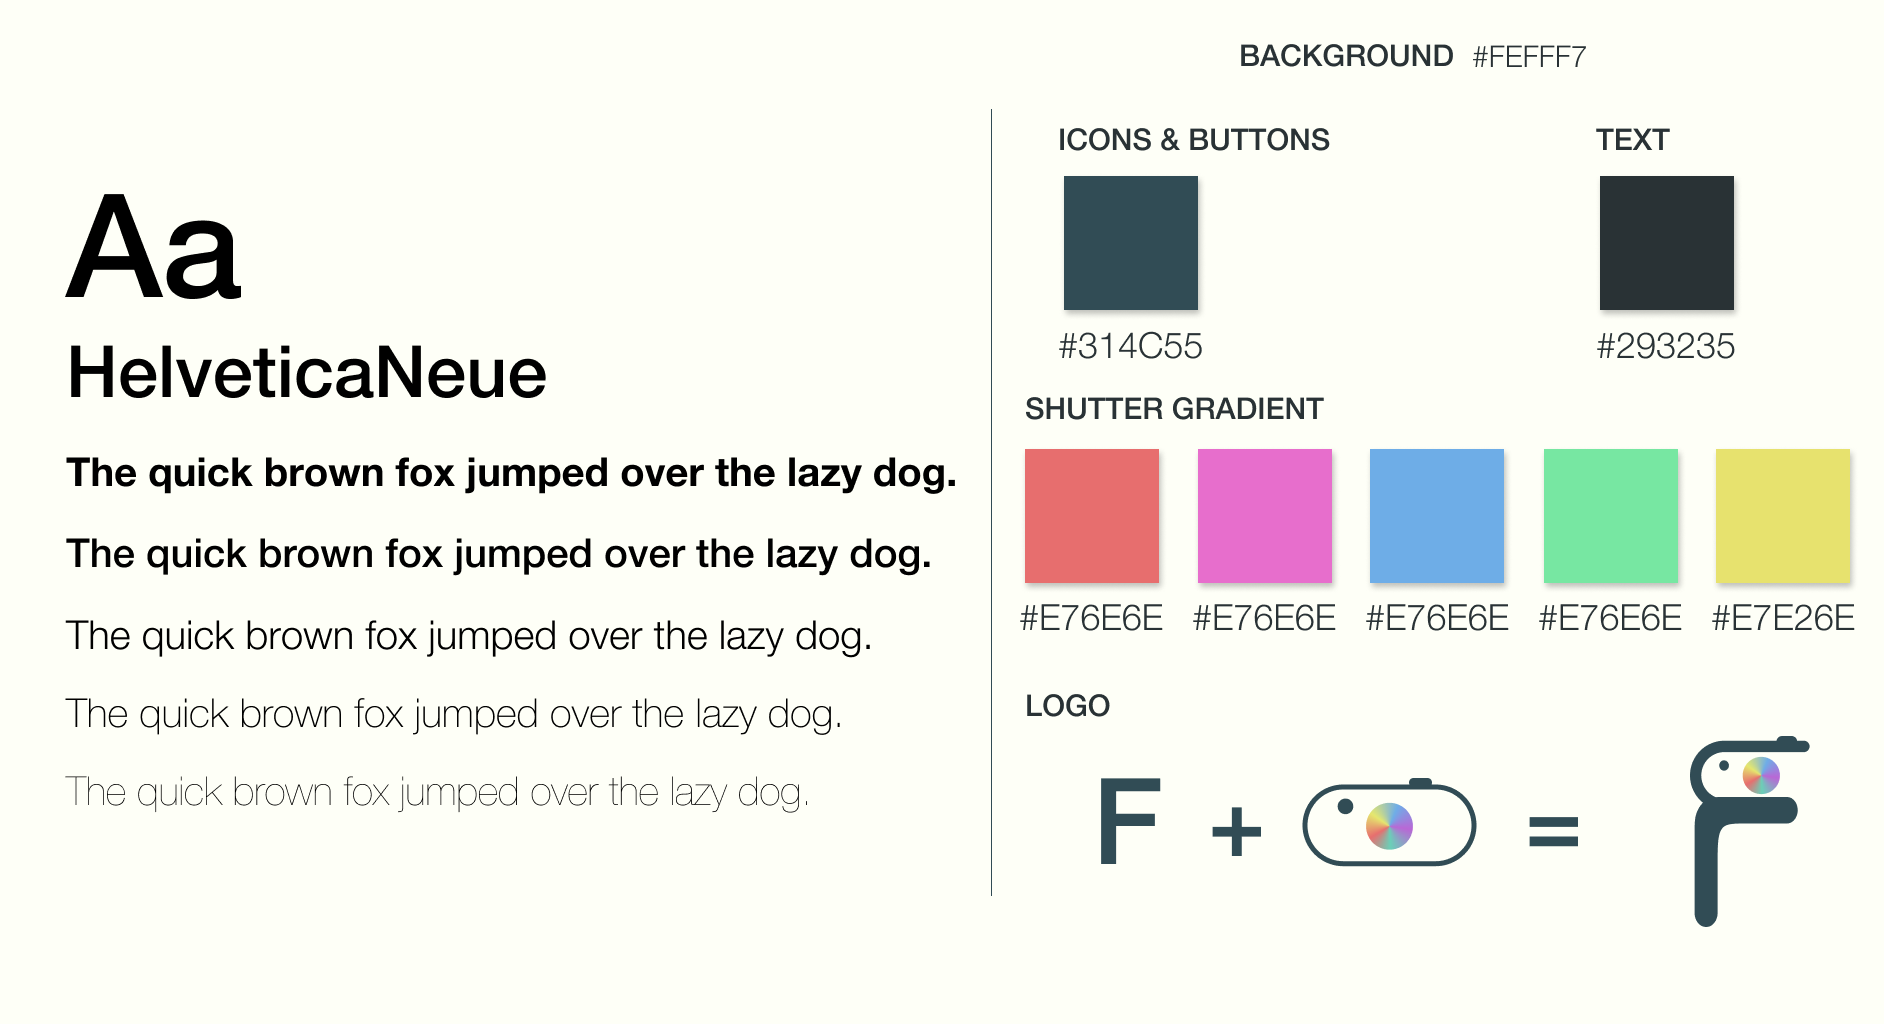 Aa
HelveticaNeue
The quick brown fox jumped over the lazy dog.
The quick brown fox jumped over the lazy dog.
The quick brown fox jumped over the lazy dog.
The quick brown fox jumped over the lazy dog.
The quick brown fox jumped over the lazy dog.
BACKGROUND #FEFFF7
ICONS & BUTTONS
TEXT
#314C55
#293235
SHUTTER GRADIENT
#E76E6E #E76E6E #E76E6E #E76E6E #E7E26E
LOGO
F + =